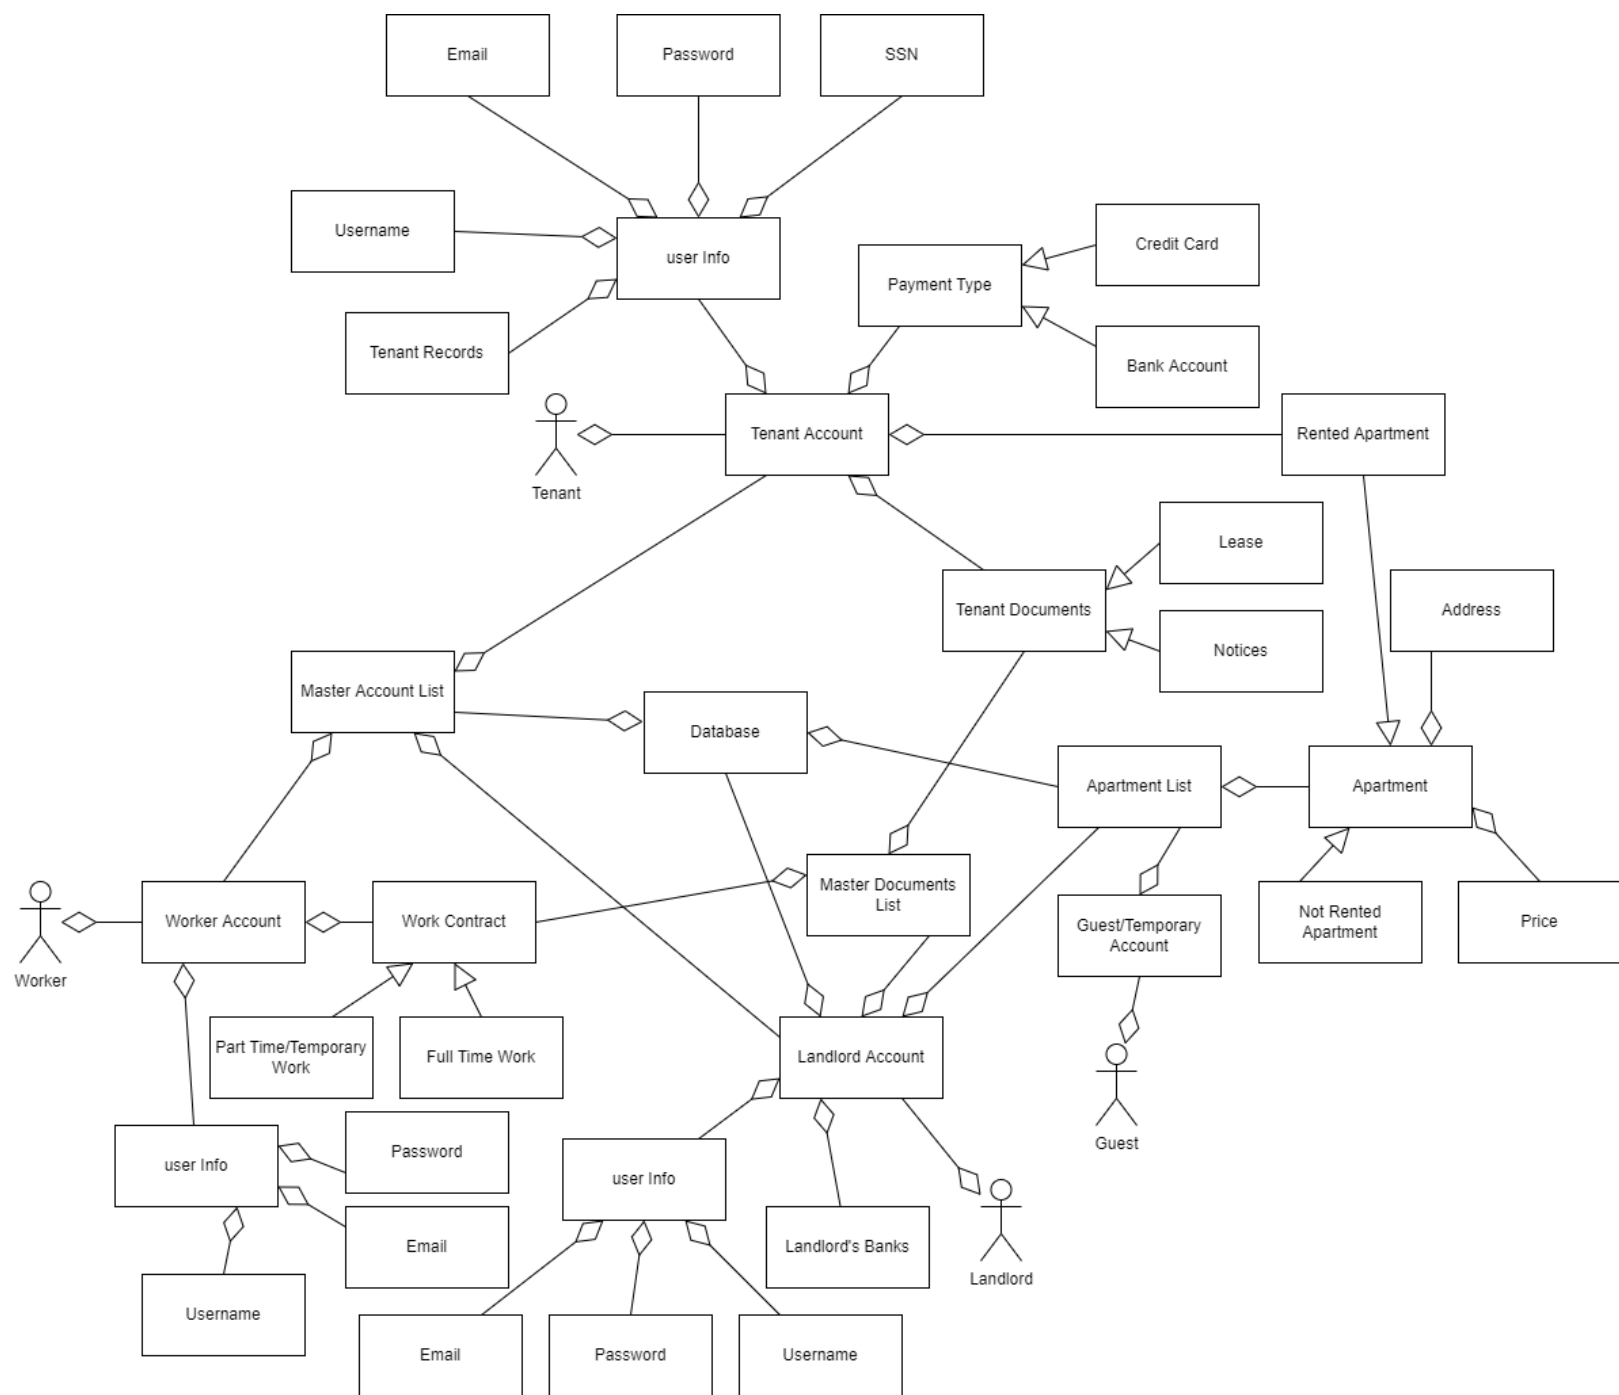 Email
Password
SSN
Username
user Info
Credit Card
Payment Type
Tenant Records
Bank Account
Tenant Account
Rented Apartment
Tenant
Lease
Tenant Documents
Address
Notices
Master Account List
Database
Apartment List
Apartment
Master Documents
List
Worker Account
Work Contract
Guest/Temporary
Account
Not Rented
Apartment
Price
Worker
Part Time/Temporary
Work
Full Time Work
Landlord Account
Guest
Password
user Info
user Info
Email
Landlord's Banks
Landlord
Username
Email
Password
Username